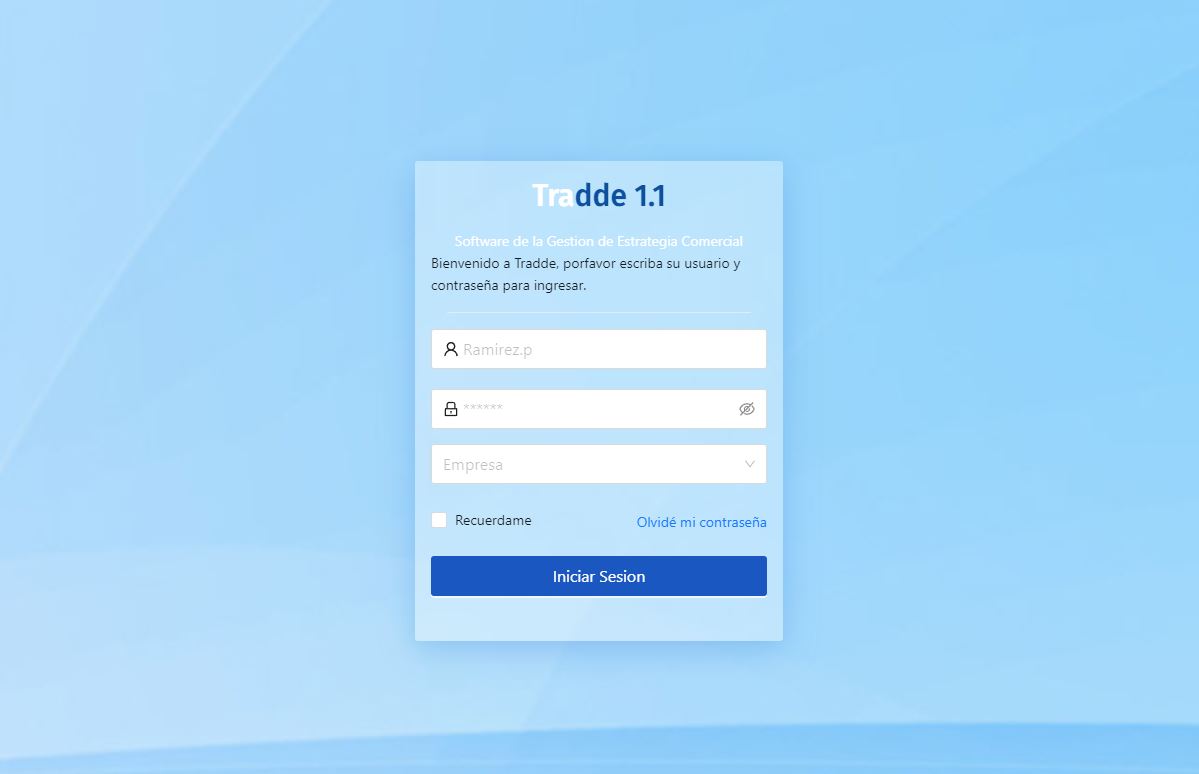 Tradde 1.1
Software de la Gestion de Estrategia Comercial
Bienvenido a Tradde, porfavor escriba su usuario y
contraseña para ingresar.
Ramirez.p
******
Empresa
Recuerdame
Olvidé mi contraseña
Iniciar Sesion